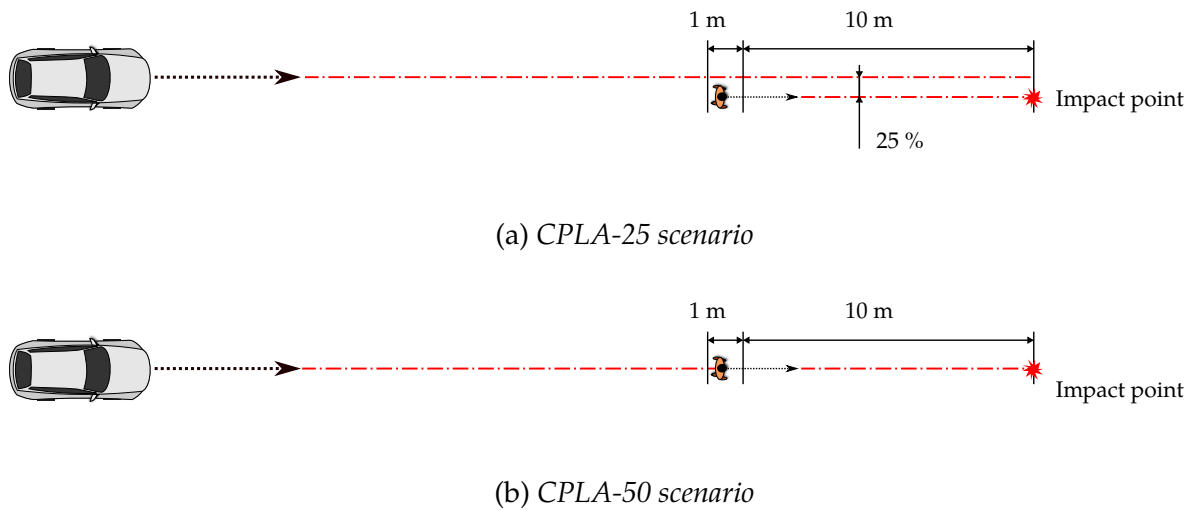 1 m
10 m
Impact point
25 %
(a) CPLA-25 scenario
1 m
10 m
Impact point
(b) CPLA-50 scenario